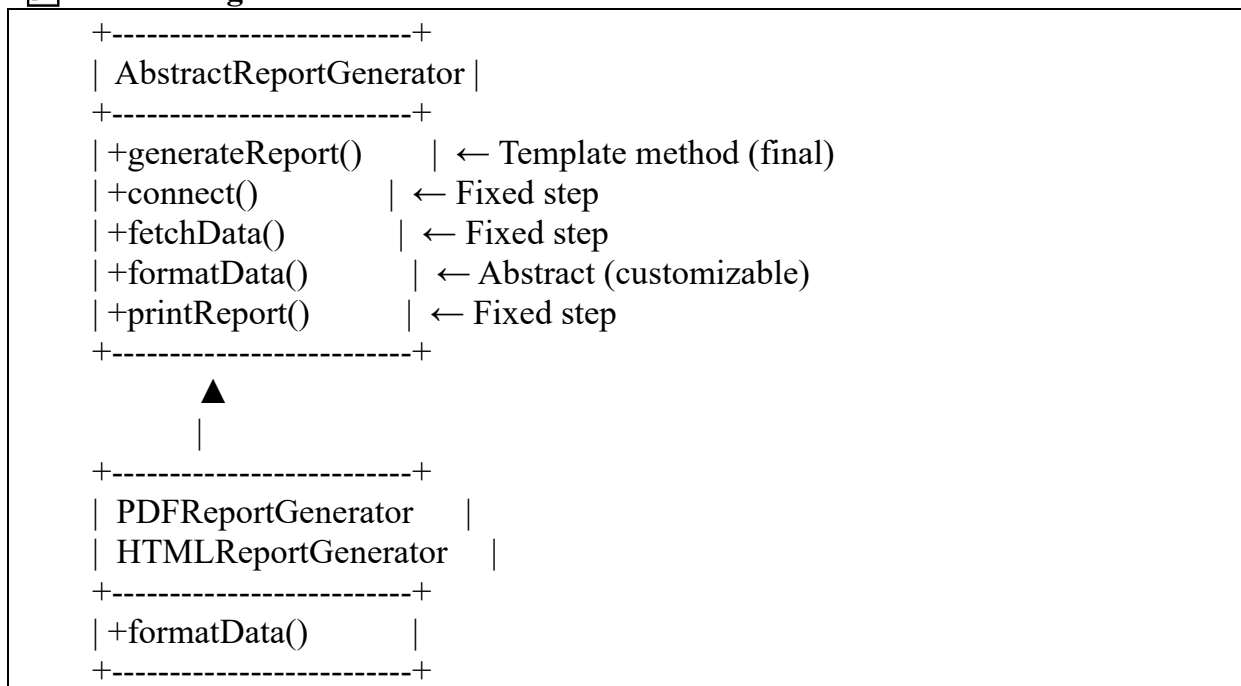 +--------------------------+
| AbstractReportGenerator |
+--------------------------+
| +generateReport() | ← Template method (final)
| +connect() | ← Fixed step
| +fetchData() | ← Fixed step
| +formatData() | ← Abstract (customizable)
| +printReport() | ← Fixed step
+--------------------------+
▲
|
+--------------------------+
| PDFReportGenerator |
| HTMLReportGenerator |
+--------------------------+
| +formatData() |
+--------------------------+